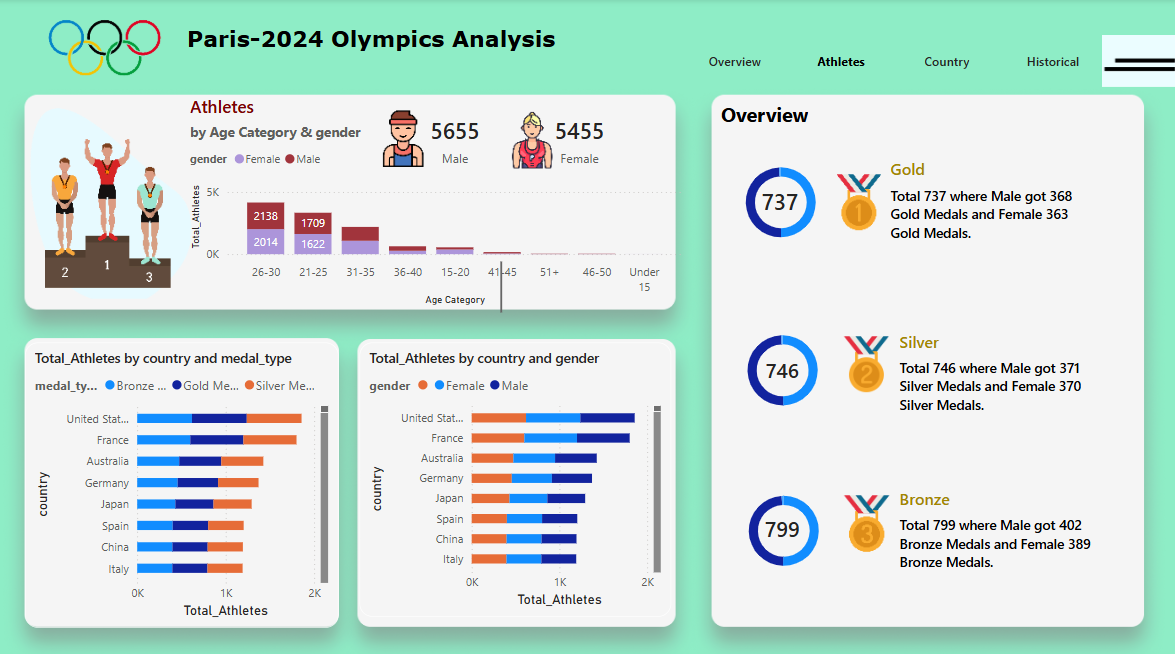 Paris-2024 Olympics Analysis
Overview
Athletes
Country
Historical
Athletes
by Age Category & gender
gender Female Male
5655
Male
5455
Female
Total_Athletes
5K
0K
2138
2014
1709
1622
26-30
21-25
31-35
36-40
15-20
41-45
51+
46-50
Under
15
Age Category
2
1
3
Total_Athletes by country and medal_type
medal_ty... Bronze ... Gold Me... Silver Me...
country
United Stat...
France
Australia
Germany
Japan
Spain
China
Italy
0K
1K
2K
Total_Athletes
Total_Athletes by country and gender
gender Female Male
country
United Stat...
France
Australia
Germany
Japan
Spain
China
Italy
0K
1K
2K
Total_Athletes
Overview
737
1
Gold
Total 737 where Male got 368
Gold Medals and Female 363
Gold Medals.
746
2
Silver
Total 746 where Male got 371
Silver Medals and Female 370
Silver Medals.
799
3
Bronze
Total 799 where Male got 402
Bronze Medals and Female 389
Bronze Medals.